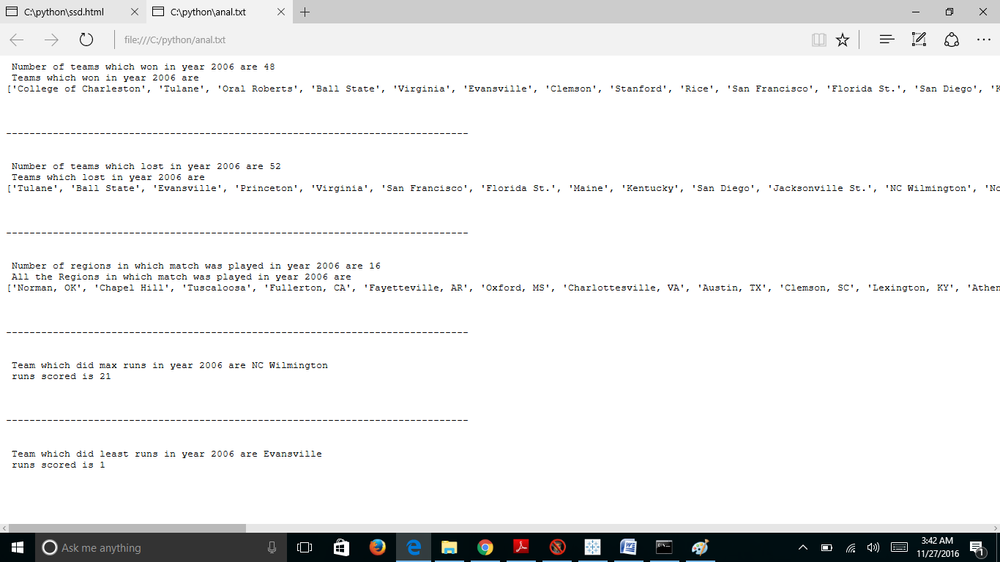 C:\python\ssd.html
C:\python\anal.txt
file:///C:/python/anal.txt
Number of teams which won in year 2006 are 48
Teams which won in year 2006 are
['College of Charleston', 'Tulane', 'Oral Roberts', 'Ball State', 'Virginia', 'Evansville', 'Clemson', 'Stanford', 'Rice', 'San Francisco', 'Florida St.', 'San Diego', 'K
--------------------------------------------------------------------------------
Number of teams which lost in year 2006 are 52
Teams which lost in year 2006 are
['Tulane', 'Ball State', 'Evansville', 'Princeton', 'Virginia', 'San Francisco', 'Florida St.', 'Maine', 'Kentucky', 'San Diego', 'Jacksonville St.', 'NC Wilmington', 'No
--------------------------------------------------------------------------------
Number of regions in which match was played in year 2006 are 16
All the Regions in which match was played in year 2006 are
['Norman, OK', 'Chapel Hill', 'Tuscaloosa', 'Fullerton, CA', 'Fayetteville, AR', 'Oxford, MS', 'Charlottesville, VA', 'Austin, TX', 'Clemson, SC', 'Lexington, KY', 'Athen
--------------------------------------------------------------------------------
Team which did max runs in year 2006 are NC Wilmington
runs scored is 21
--------------------------------------------------------------------------------
Team which did least runs in year 2006 are Evansville
runs scored is 1
Ask me anything
3:42 AM
11/27/2016
1